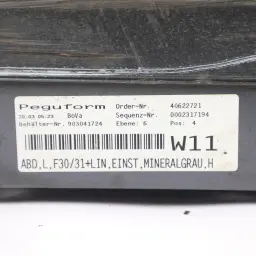 Peguform Order-Nr. 40622721
20.03 06:23 BoVa Sequenz-Nr. 0002317194
Behälter-Nr. 903041724 Ebene: 6 Pos: 4
W11.
ABD,L,F30/31+LIN,EINST,MINERALGRAU,H